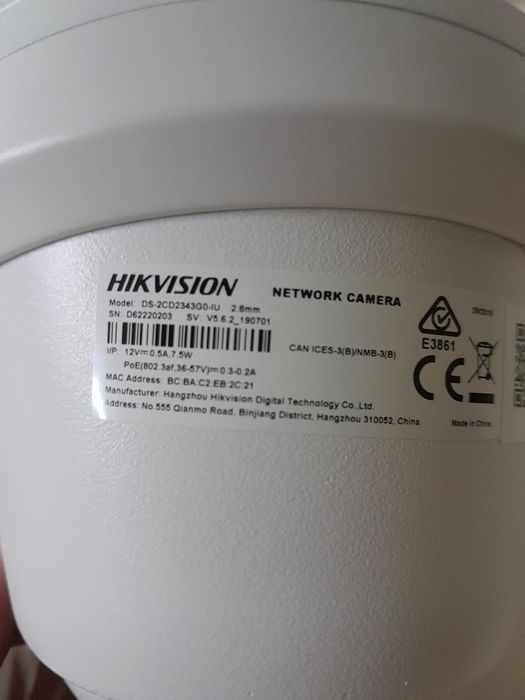 HIKVISION
NETWORK CAMERA
Model: DS-2CD2343G0-IU 2.8mm
SN: D62220203 SV: V5.6.2_190701
I/P: 12V⎓0.5A,7.5W
PoE(802.3af,36-57V)⎓0.3-0.2A
CAN ICES-3(B)/NMB-3(B)
E3861
CE
MAC Address: BC:BA:C2:EB:2C:21
Manufacturer: Hangzhou Hikvision Digital Technology Co.,Ltd.
Address: No.555 Qianmo Road, Binjiang District, Hangzhou 310052, China
Made in China